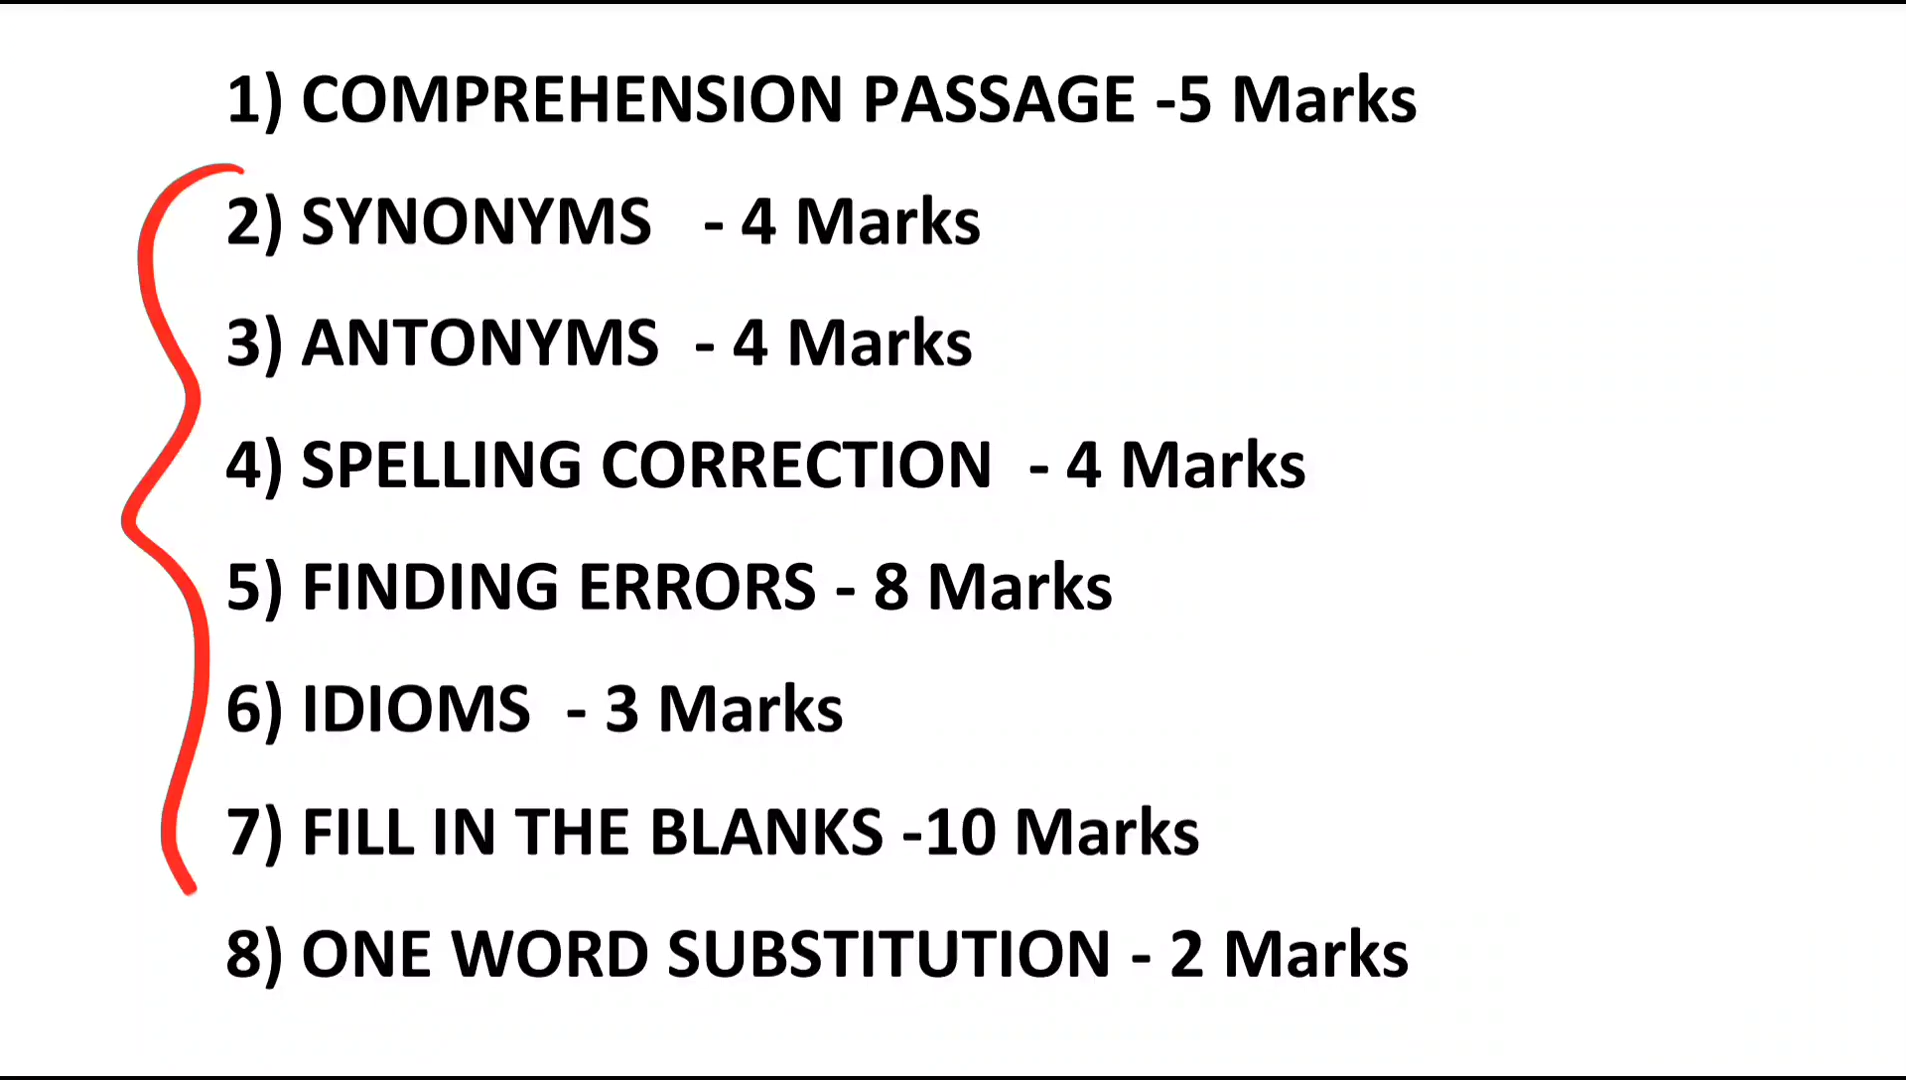 1) COMPREHENSION PASSAGE -5 Marks
2) SYNONYMS - 4 Marks
3) ANTONYMS - 4 Marks
4) SPELLING CORRECTION - 4 Marks
5) FINDING ERRORS - 8 Marks
6) IDIOMS - 3 Marks
7) FILL IN THE BLANKS -10 Marks
8) ONE WORD SUBSTITUTION - 2 Marks